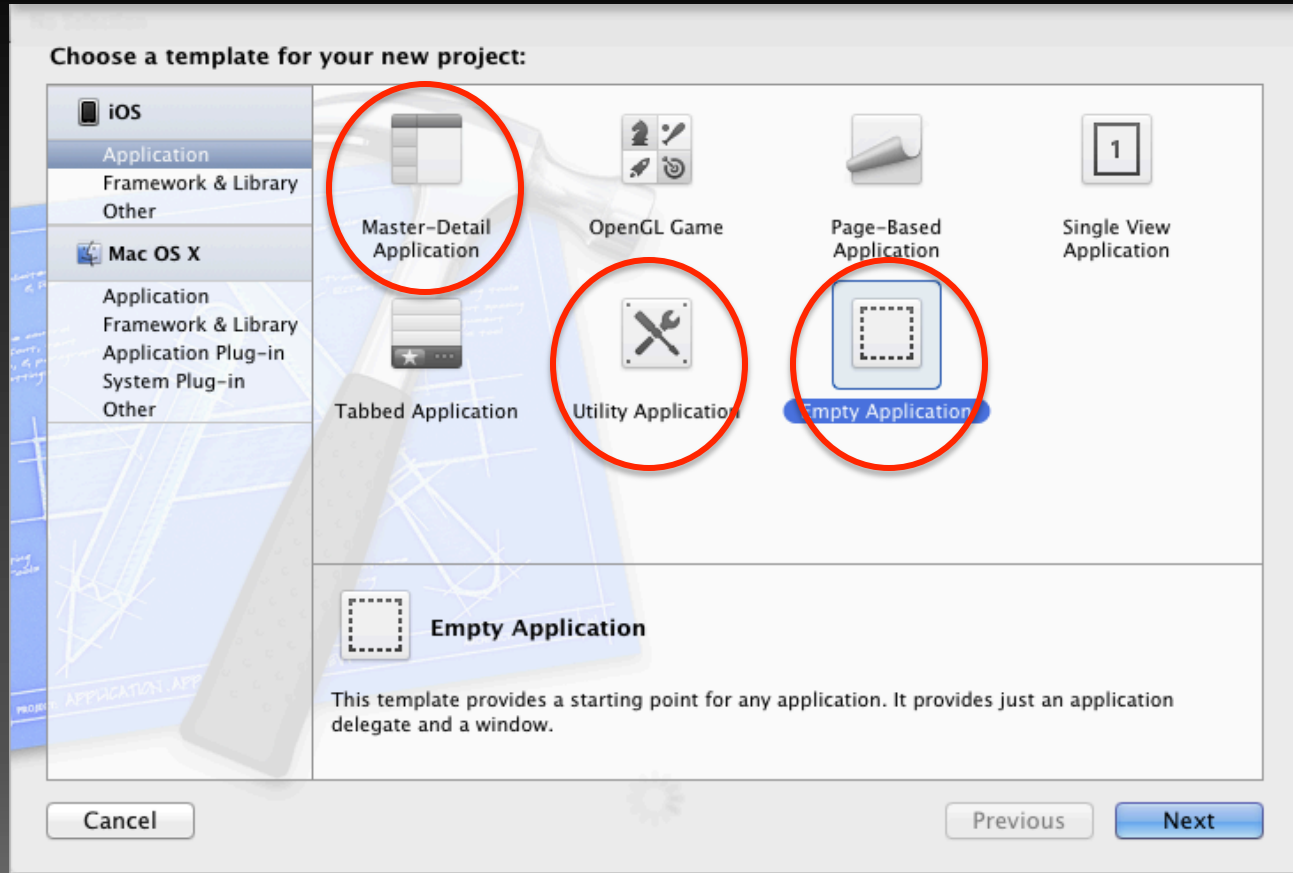 Choose a template for your new project:
iOS
Application
Framework & Library
Other
Mac OS X
Application
Framework & Library
Application Plug-in
System Plug-in
Other
Master-Detail
Application
OpenGL Game
Page-Based
Application
1
Single View
Application
Tabbed Application
Utility Application
Empty Application
Empty Application
This template provides a starting point for any application. It provides just an application
delegate and a window.
Cancel
Previous
Next